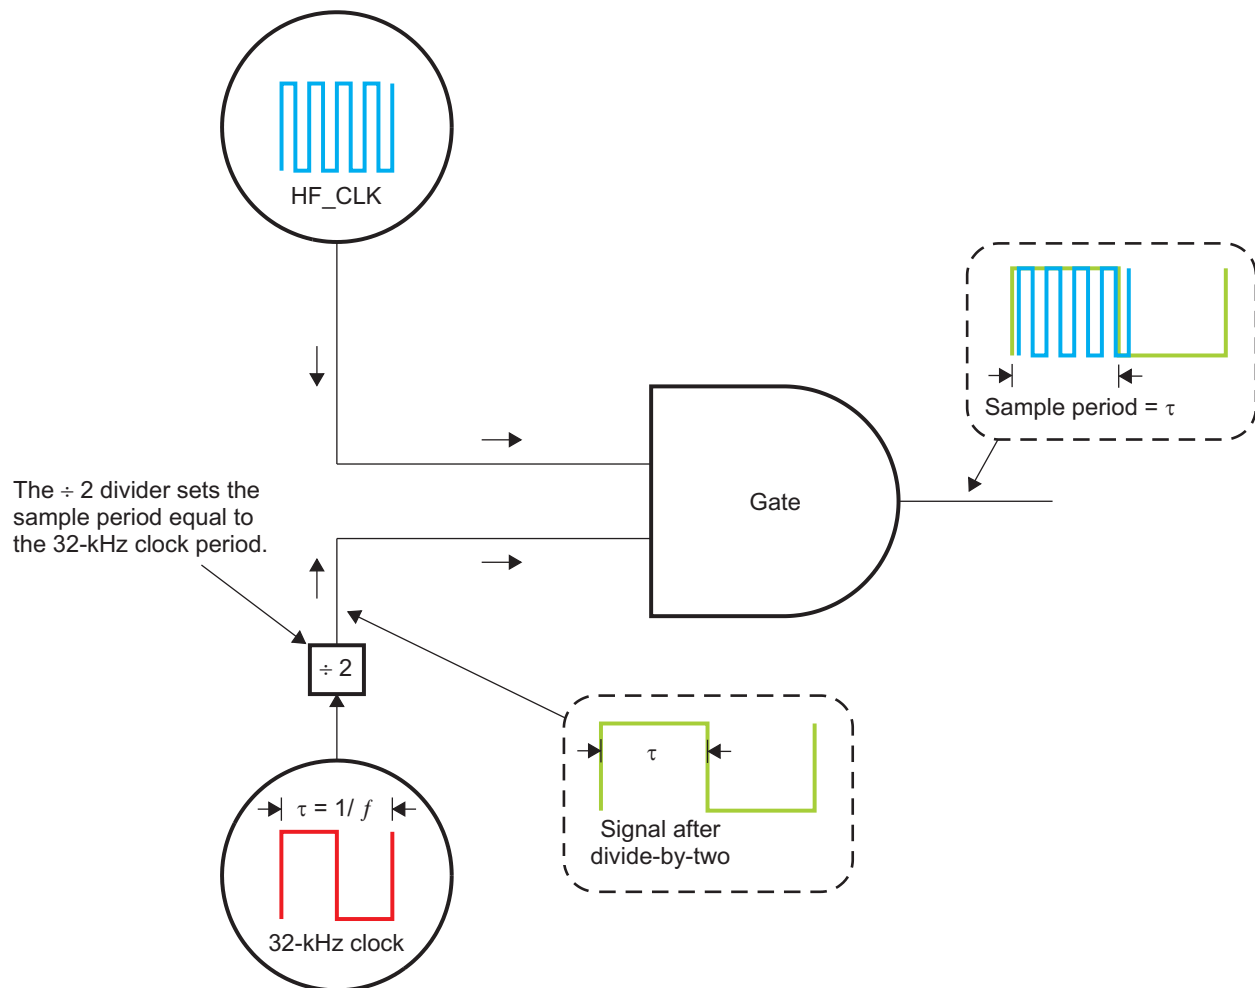 HF_CLK
Sample period = τ
The ÷ 2 divider sets the
sample period equal to
the 32-kHz clock period.
Gate
÷ 2
τ
Signal after
divide-by-two
τ = 1/ f
32-kHz clock